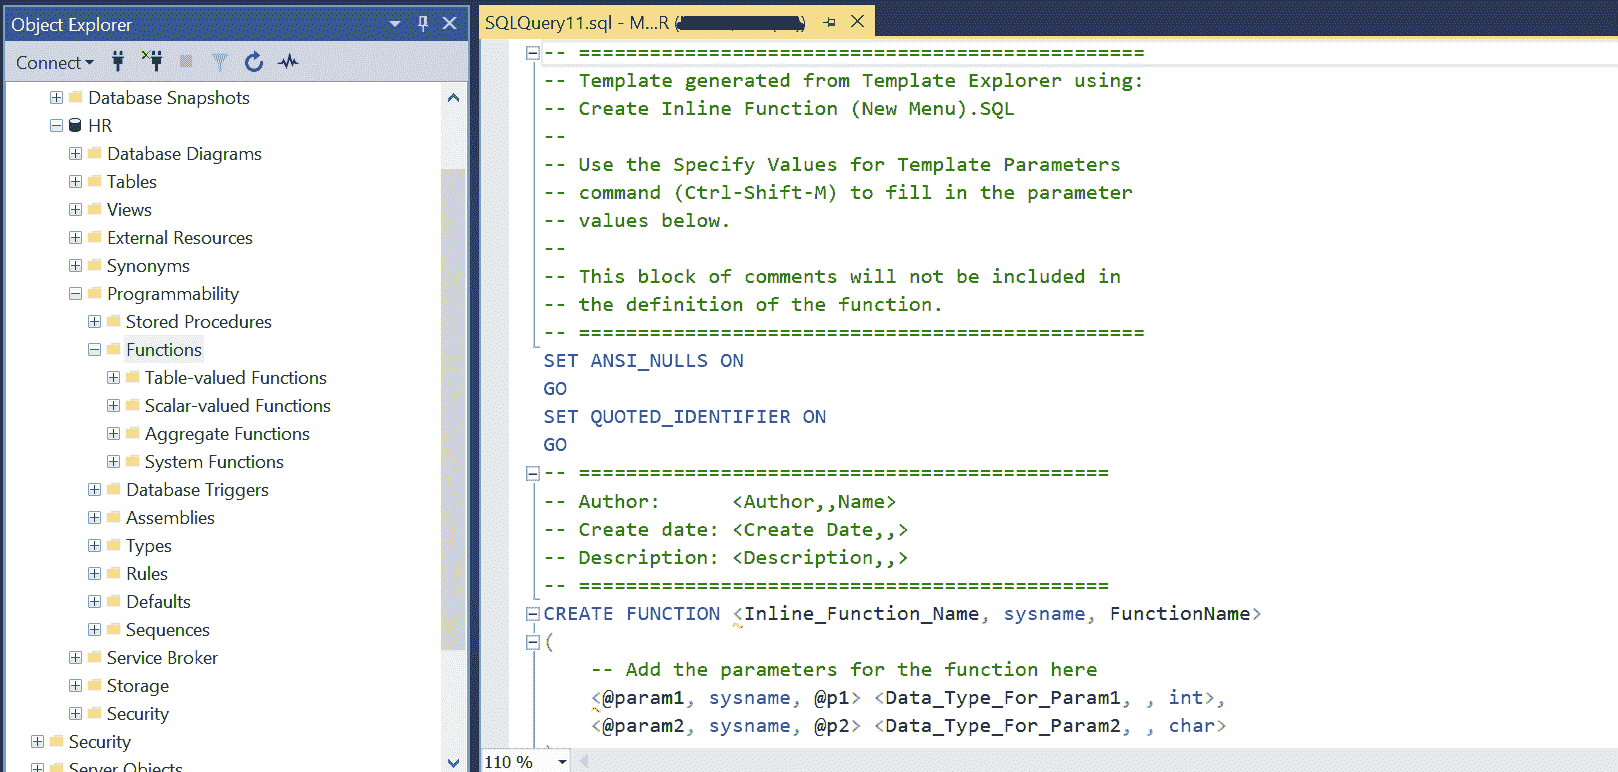 Object Explorer
Connect
Database Snapshots
HR
Database Diagrams
Tables
Views
External Resources
Synonyms
Programmability
Stored Procedures
Functions
Table-valued Functions
Scalar-valued Functions
Aggregate Functions
System Functions
Database Triggers
Assemblies
Types
Rules
Defaults
Sequences
Service Broker
Storage
Security
Security
Server Objects
SQLQuery11.sql - M...R (
-- ================================================
-- Template generated from Template Explorer using:
-- Create Inline Function (New Menu).SQL
--
-- Use the Specify Values for Template Parameters
-- command (Ctrl-Shift-M) to fill in the parameter
-- values below.
--
-- This block of comments will not be included in
-- the definition of the function.
-- ================================================
SET ANSI_NULLS ON
GO
SET QUOTED_IDENTIFIER ON
GO
-- =============================================
-- Author:      <Author,,Name>
-- Create date: <Create Date,,>
-- Description: <Description,,>
-- =============================================
CREATE FUNCTION <Inline_Function_Name, sysname, FunctionName>
(
-- Add the parameters for the function here
<@param1, sysname, @p1> <Data_Type_For_Param1, , int>,
<@param2, sysname, @p2> <Data_Type_For_Param2, , char>
110 %